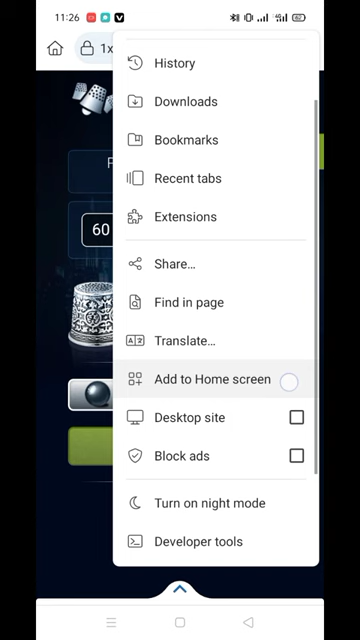 11:26
62
1x
History
Downloads
Bookmarks
Recent tabs
Extensions
60
Share...
Find in page
Translate...
Add to Home screen
Desktop site
Block ads
Turn on night mode
Developer tools